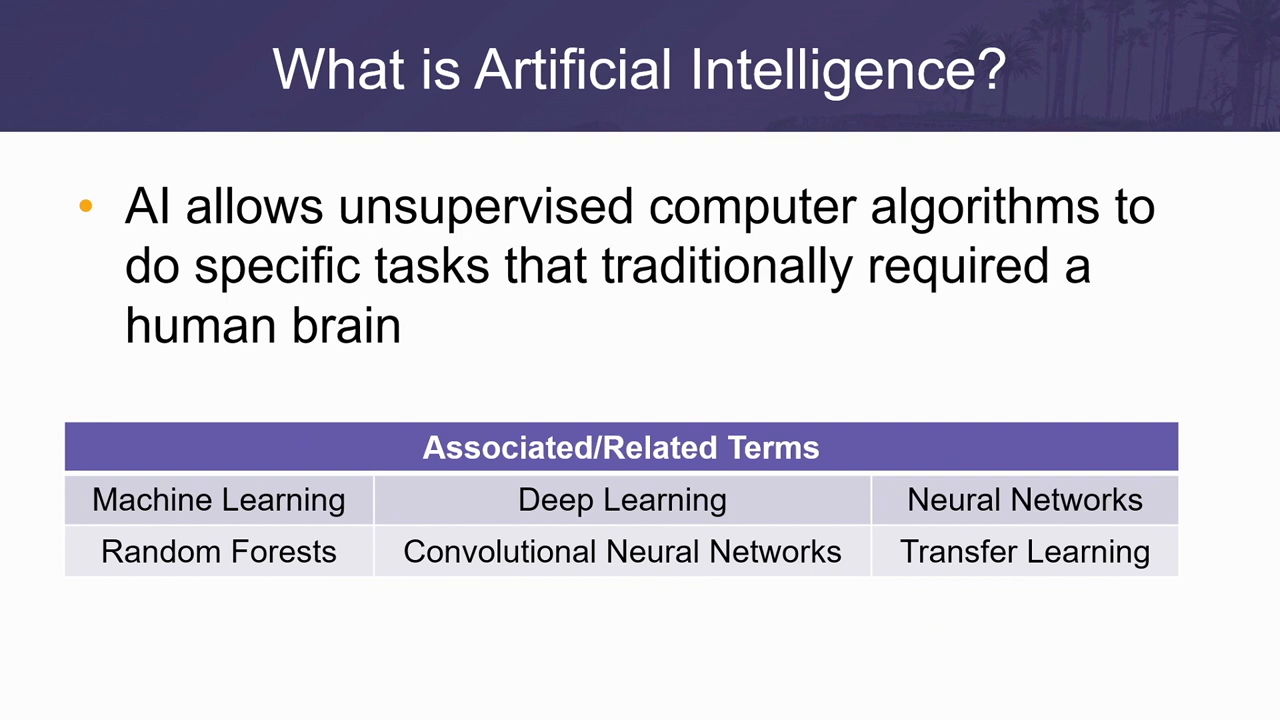 What is Artificial Intelligence?
• AI allows unsupervised computer algorithms to
do specific tasks that traditionally required a
human brain
Associated/Related Terms
Machine Learning Deep Learning Neural Networks
Random Forests Convolutional Neural Networks Transfer Learning